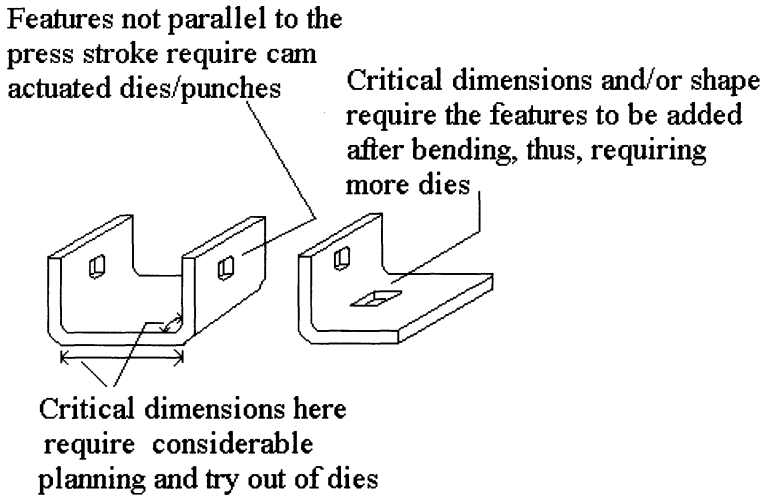 Features not parallel to the
press stroke require cam
actuated dies/punches
Critical dimensions and/or shape
require the features to be added
after bending, thus, requiring
more dies
Critical dimensions here
require considerable
planning and try out of dies